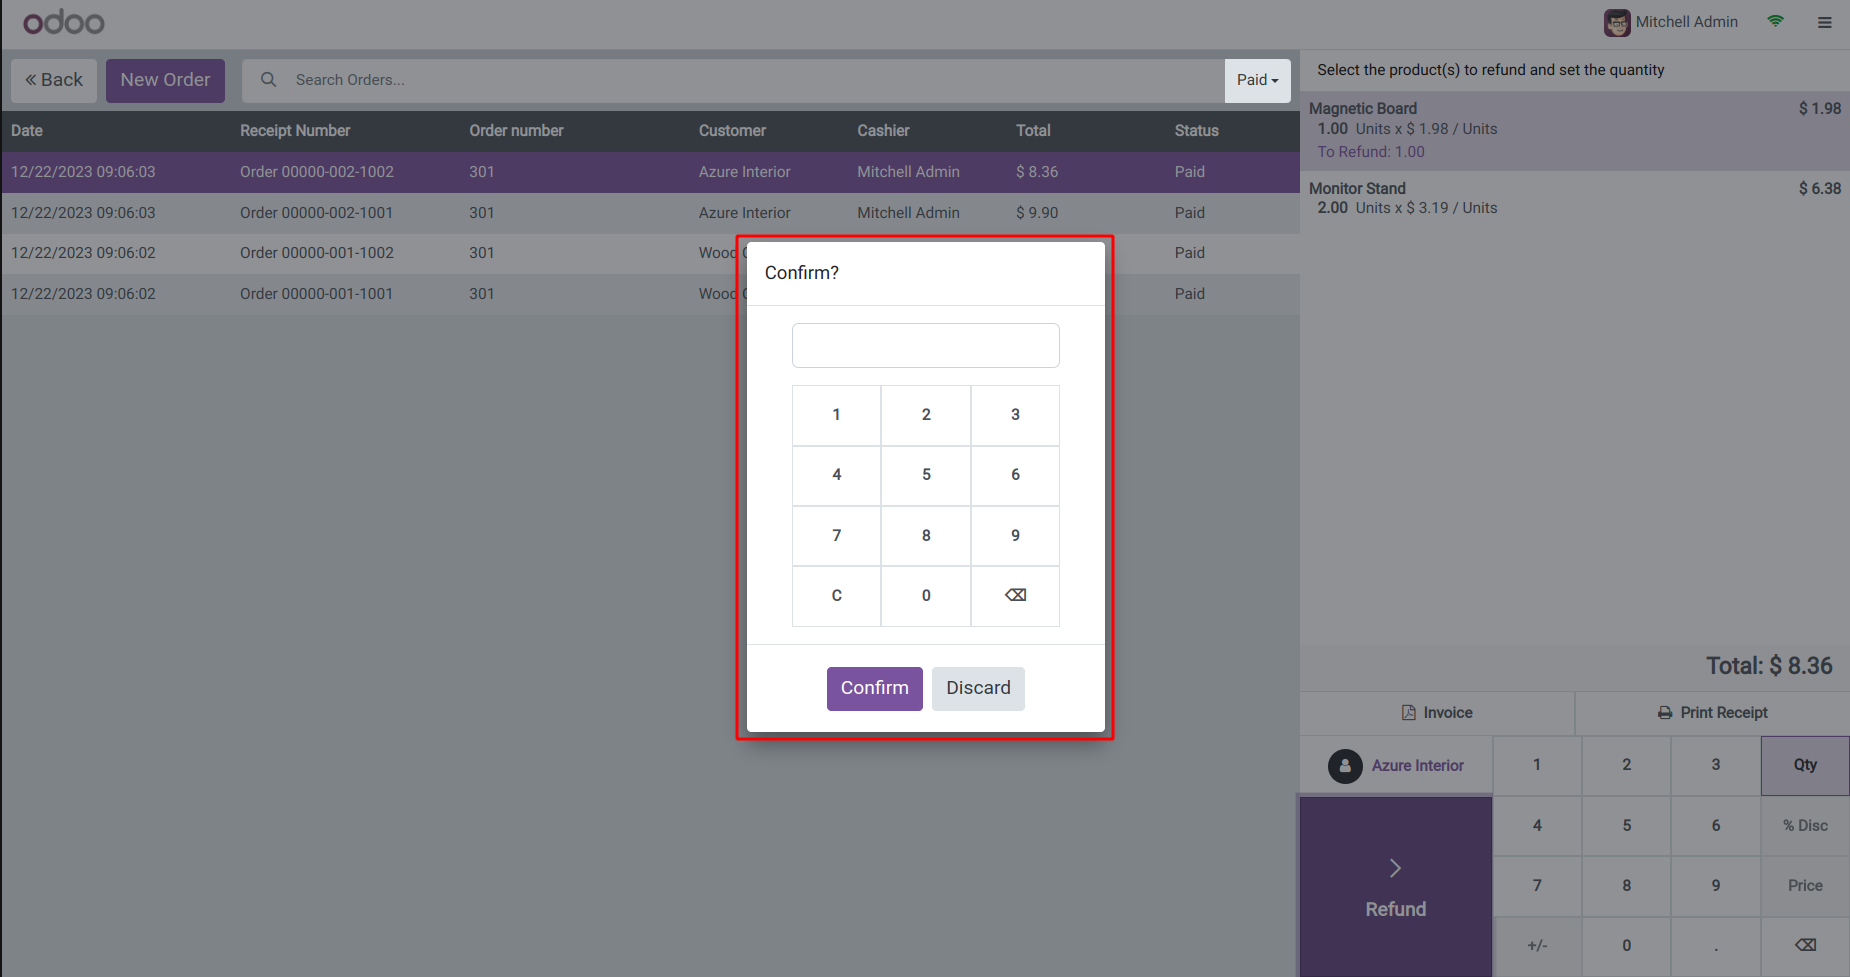 odoo
Mitchell Admin
« Back
New Order
Search Orders...
Paid
Date Receipt Number Order number Customer Cashier Total Status
12/22/2023 09:06:03 Order 00000-002-1002 301 Azure Interior Mitchell Admin $ 8.36 Paid
12/22/2023 09:06:03 Order 00000-002-1001 301 Azure Interior Mitchell Admin $ 9.90 Paid
12/22/2023 09:06:02 Order 00000-001-1002 301 Wood Paid
12/22/2023 09:06:02 Order 00000-001-1001 301 Wood Paid
Confirm?
1 2 3
4 5 6
7 8 9
C 0 ⌫
Confirm Discard
Select the product(s) to refund and set the quantity
Magnetic Board $ 1.98
1.00 Units x $ 1.98 / Units
To Refund: 1.00
Monitor Stand $ 6.38
2.00 Units x $ 3.19 / Units
Total: $ 8.36
Invoice Print Receipt
Azure Interior
Refund
1 2 3 Qty
4 5 6 % Disc
7 8 9 Price
+/- 0 . ⌫